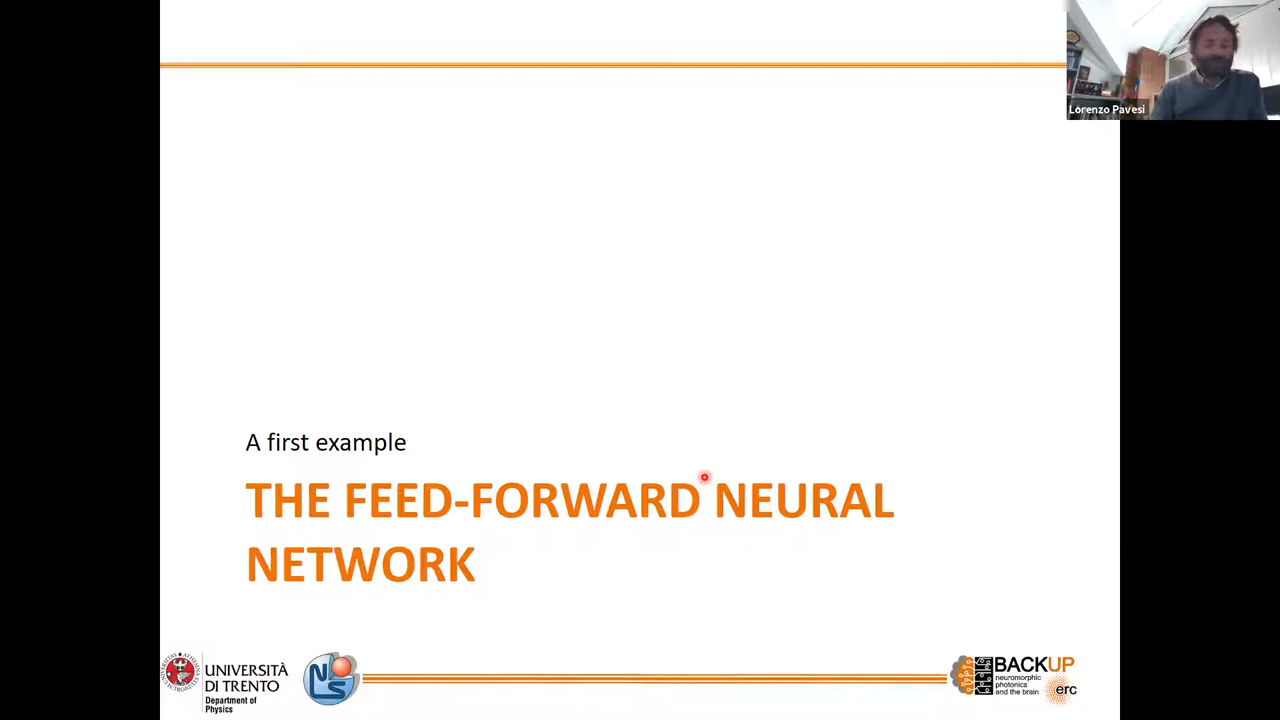 Lorenzo Pavesi
A first example
THE FEED-FORWARD NEURAL
NETWORK
UNIVERSITÀ
DI TRENTO
Department of
Physics
NLS
BACKUP
neuromorphic
photonics
and the brain
erc